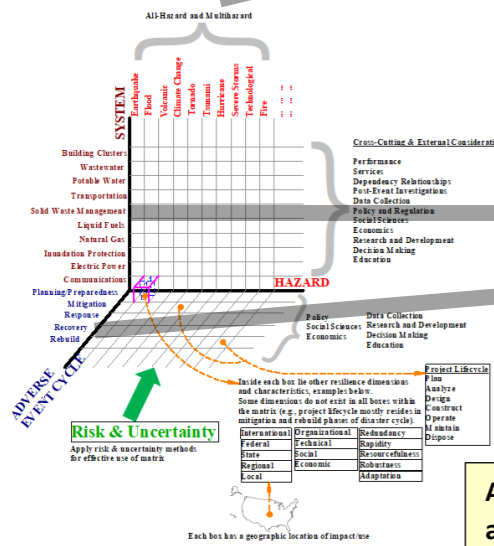 All-Hazard and Multihazard
SYSTEM
Earthquake
Flood
Volcanic
Climate Change
Tornado
Tsunami
Hurricane
Severe Storms
Technological
Fire
Building Clusters
Wastewater
Potable Water
Transportation
Solid Waste Management
Liquid Fuels
Natural Gas
Inundation Protection
Electric Power
Communications
Cross-Cutting & External Considerati
Performance
Services
Dependency Relationships
Post-Event Investigations
Data Collection
Policy and Regulation
Social Sciences
Economics
Research and Development
Decision Making
Education
HAZARD
Planning/Preparedness
Mitigation
Response
Recovery
Rebuild
ADVERSE
EVENT CYCLE
Policy
Social Sciences
Economics
Data Collection
Research and Development
Decision Making
Education
Risk & Uncertainty
Apply risk & uncertainty methods
for effective use of matrix
Inside each box lie other resilience dimensions
and characteristics, examples below.
Some dimensions do not exist in all boxes within
the matrix (e.g., project lifecycle mostly resides in
mitigation and rebuild phases of disaster cycle).
International
Federal
State
Regional
Local
Organizational
Technical
Social
Economic
Redundancy
Rapidity
Resourcefulness
Robustness
Adaptation
Project Lifecycle
Plan
Analyze
Design
Construct
Operate
Maintain
Dispose
Each box has a geographic location of impact/use
A
a